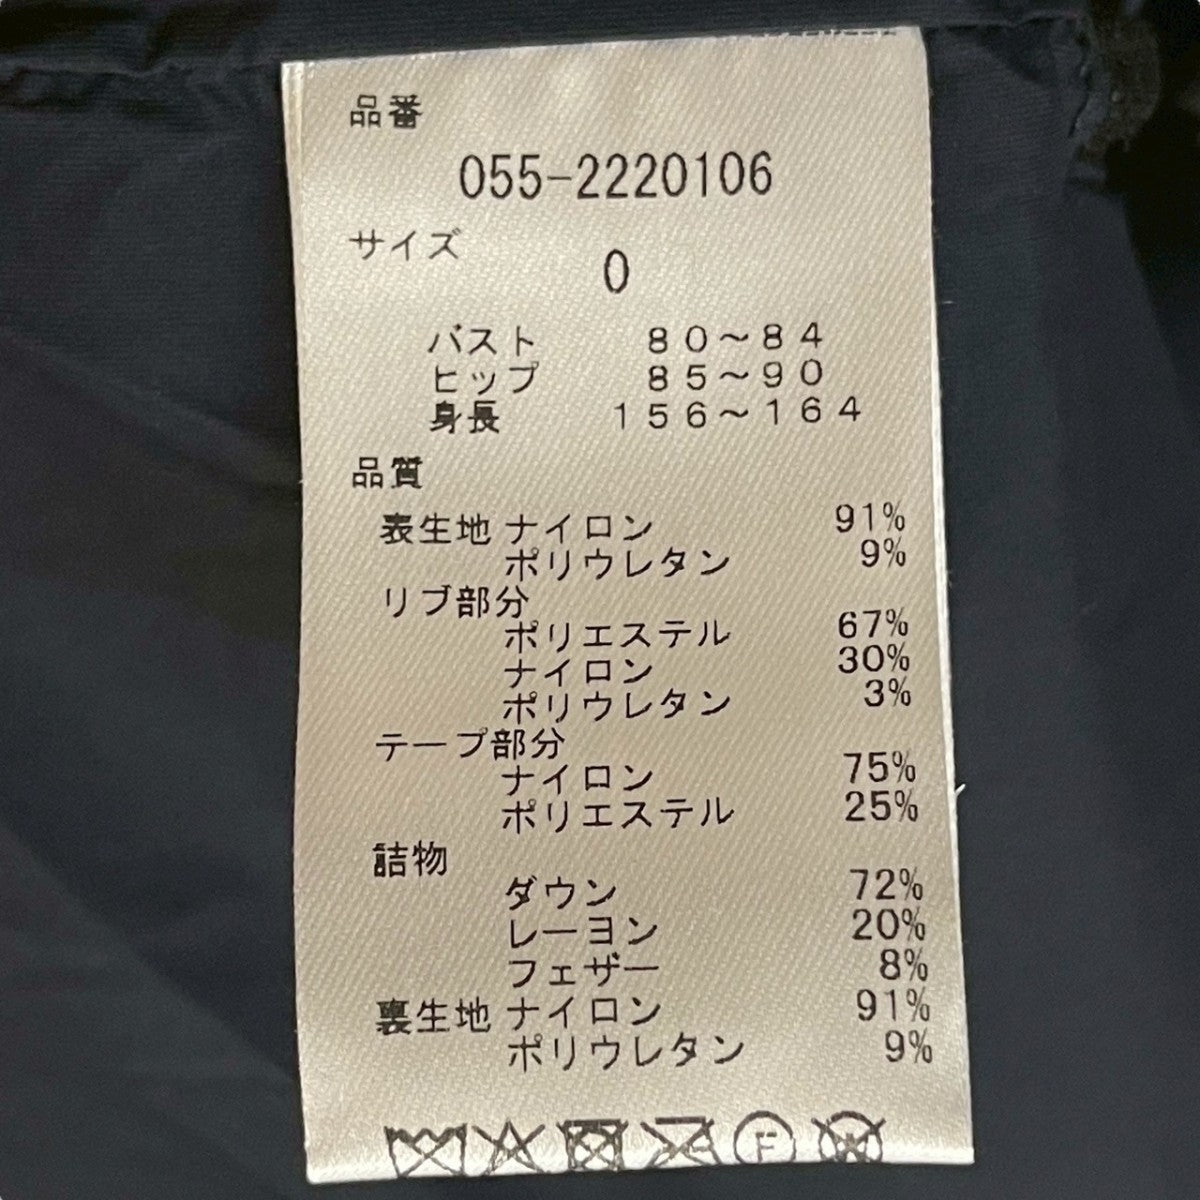 品番
055-2220106
サイズ 0
バスト 80～84
ヒップ 85～90
身長 156～164
品質
表生地 ナイロン 91%
ポリウレタン 9%
リブ部分
ポリエステル 67%
ナイロン 30%
ポリウレタン 3%
テープ部分
ナイロン 75%
ポリエステル 25%
詰物
ダウン 72%
レーヨン 20%
フェザー 8%
裏生地 ナイロン 91%
ポリウレタン 9%
F